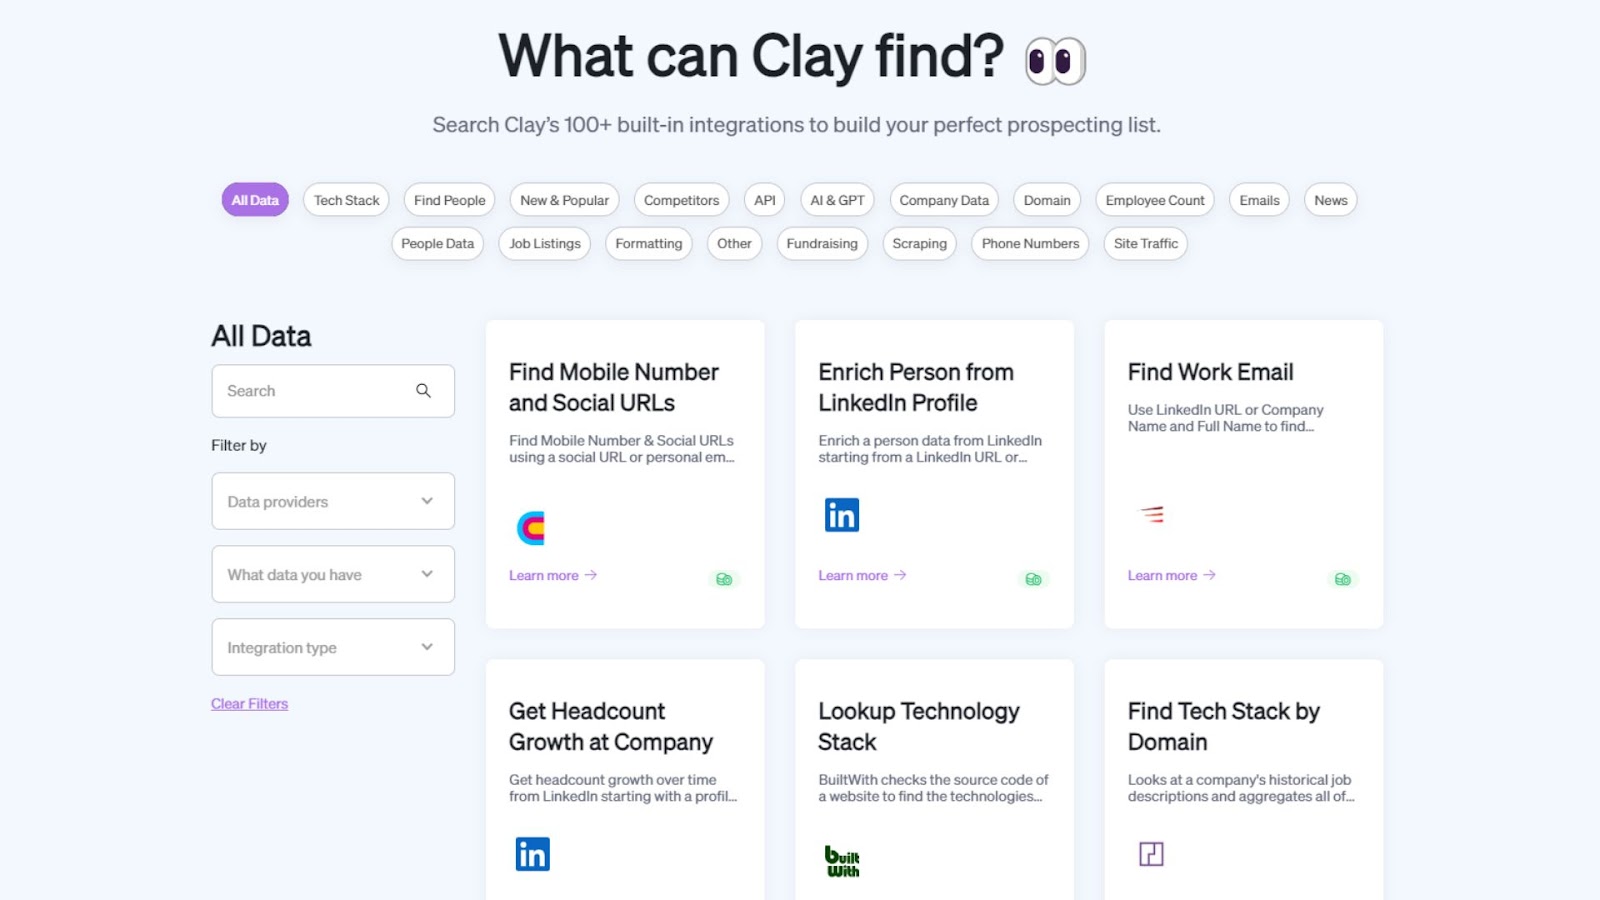 What can Clay find? 👀
Search Clay’s 100+ built-in integrations to build your perfect prospecting list.
All Data
Tech Stack
Find People
New & Popular
Competitors
API
AI & GPT
Company Data
Domain
Employee Count
Emails
News
People Data
Job Listings
Formatting
Other
Fundraising
Scraping
Phone Numbers
Site Traffic
All Data
Search
Filter by
Data providers
What data you have
Integration type
Clear Filters
Find Mobile Number
and Social URLs
Find Mobile Number & Social URLs
using a social URL or personal em...
Learn more →
Enrich Person from
LinkedIn Profile
Enrich a person data from LinkedIn
starting from a LinkedIn URL or...
in
Learn more →
Find Work Email
Use LinkedIn URL or Company
Name and Full Name to find...
Learn more →
Get Headcount
Growth at Company
Get headcount growth over time
from LinkedIn starting with a profil...
in
Lookup Technology
Stack
BuiltWith checks the source code of
a website to find the technologies...
built
With
Find Tech Stack by
Domain
Looks at a company's historical job
descriptions and aggregates all of...